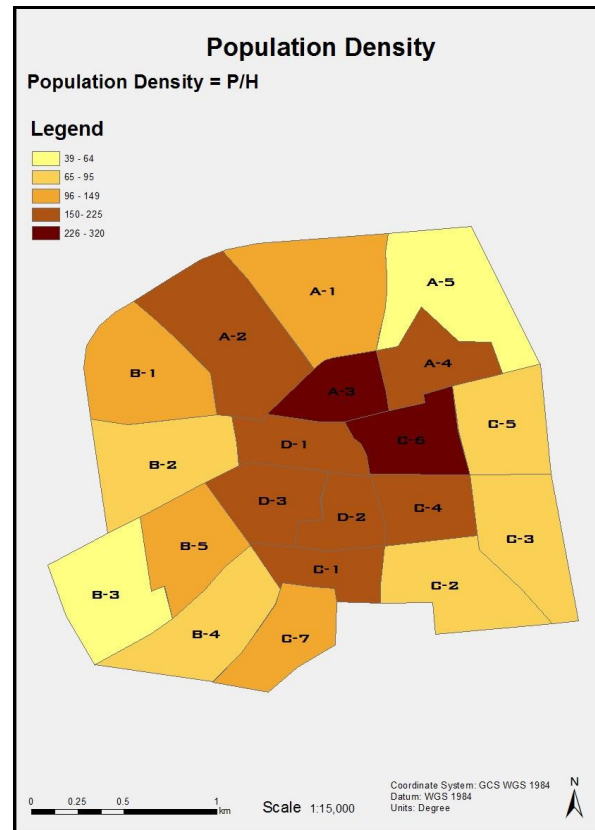 Population Density
Population Density = P/H
Legend
39 - 64
65 - 95
96 - 149
150- 225
226 - 320
A-5
A-1
A-2
A-4
B-1
A-3
C-5
C-6
D-1
B-2
D-3
C-4
D-2
C-3
B-5
C-1
C-2
B-3
B-4
C-7
0 0.25 0.5 1
km
Scale 1:15,000
Coordinate System: GCS WGS 1984
Datum: WGS 1984
Units: Degree
N